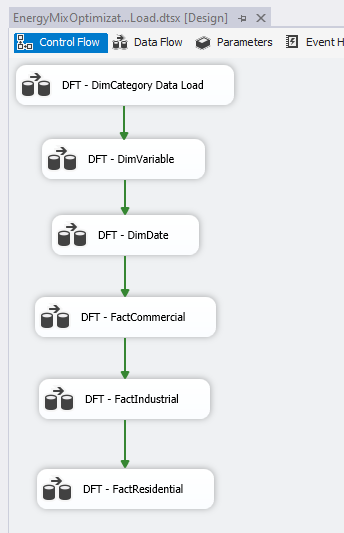 EnergyMixOptimizat...Load.dtsx [Design]
Control Flow Data Flow Parameters Event H
DFT - DimCategory Data Load
DFT - DimVariable
DFT - DimDate
DFT - FactCommercial
DFT - FactIndustrial
DFT - FactResidential